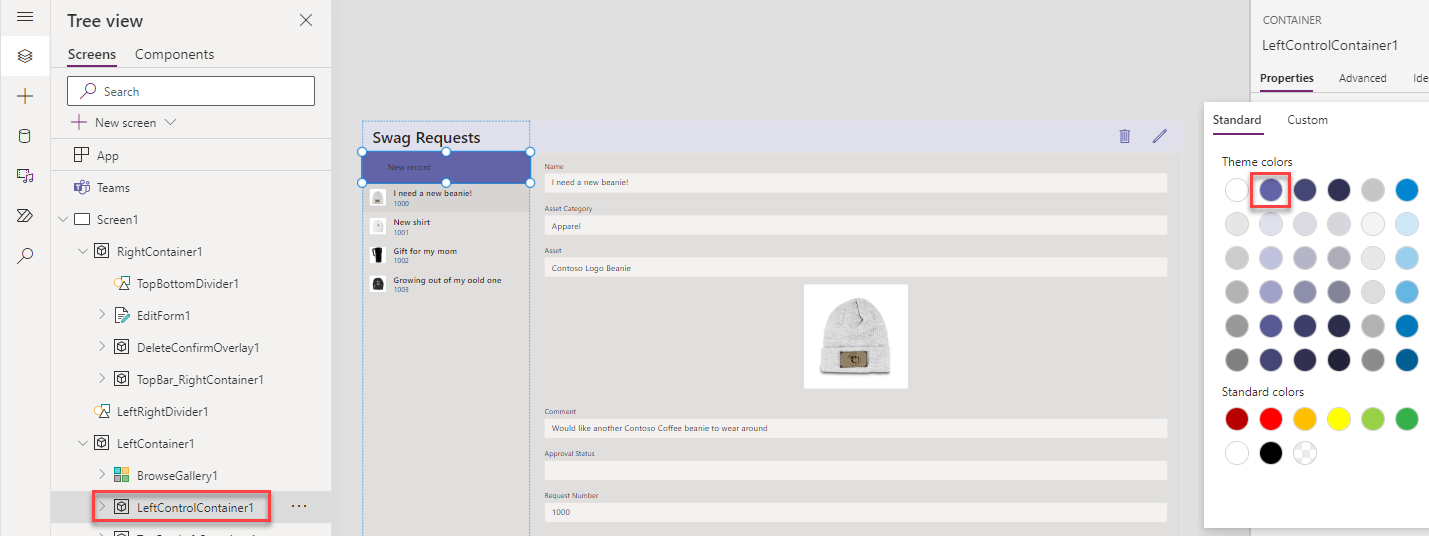 Tree view
Screens
Components
Search
New screen
App
Teams
Screen1
RightContainer1
TopBottomDivider1
EditForm1
DeleteConfirmOverlay1
TopBar_RightContainer1
LeftRightDivider1
LeftContainer1
BrowseGallery1
LeftControlContainer1
Swag Requests
New record
I need a new beanie!
1000
New shirt
1001
Gift for my mom
1002
Growing out of my oold one
1003
Name
I need a new beanie!
Asset Category
Apparel
Asset
Contoso Logo Beanie
Comment
Would like another Contoso Coffee beanie to wear around
Approval Status
Request Number
1000
CONTAINER
LeftControlContainer1
Properties
Advanced
Ide
Standard
Custom
Theme colors
Standard colors